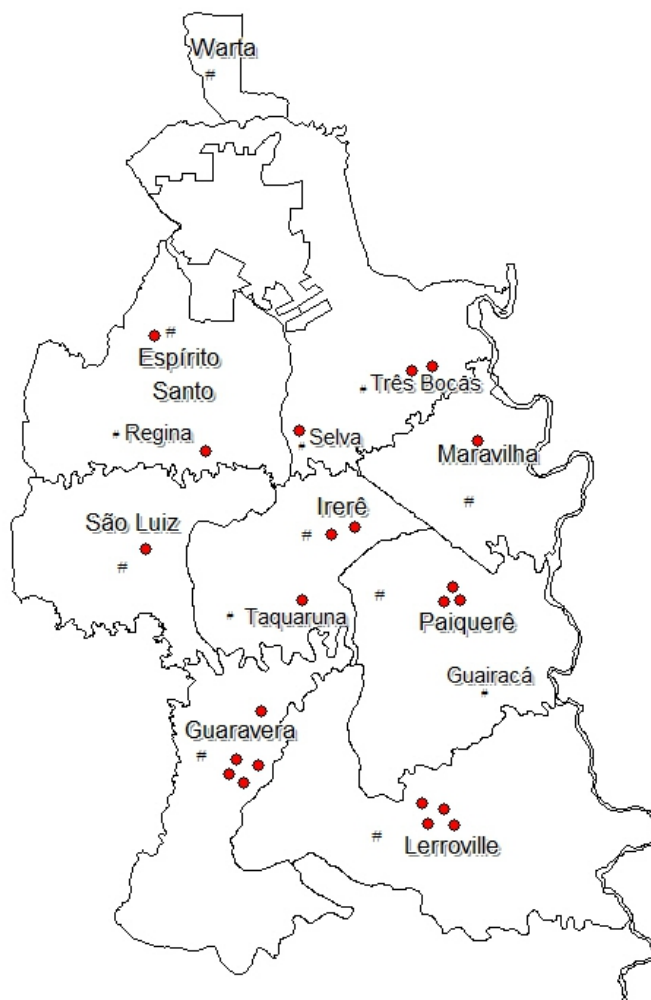 Warta
#
#
Espírito
Santo
Três Bocas
Regina
Selva
Maravilha
#
Irerê
São Luiz
#
#
#
Taquaruna
Paiquerê
Guairacá
Guaravera
#
#
Lerroville